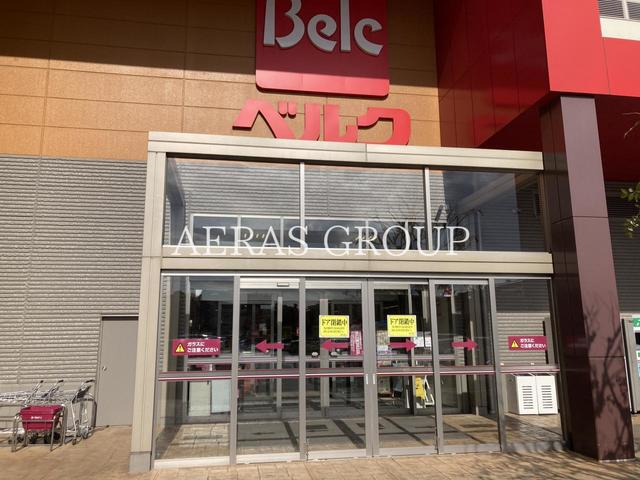 Belc
ベルク
AERAS GROUP
ドア開放中
ドア開放中
ガラスに
ご注意ください
ガラスに
ご注意ください